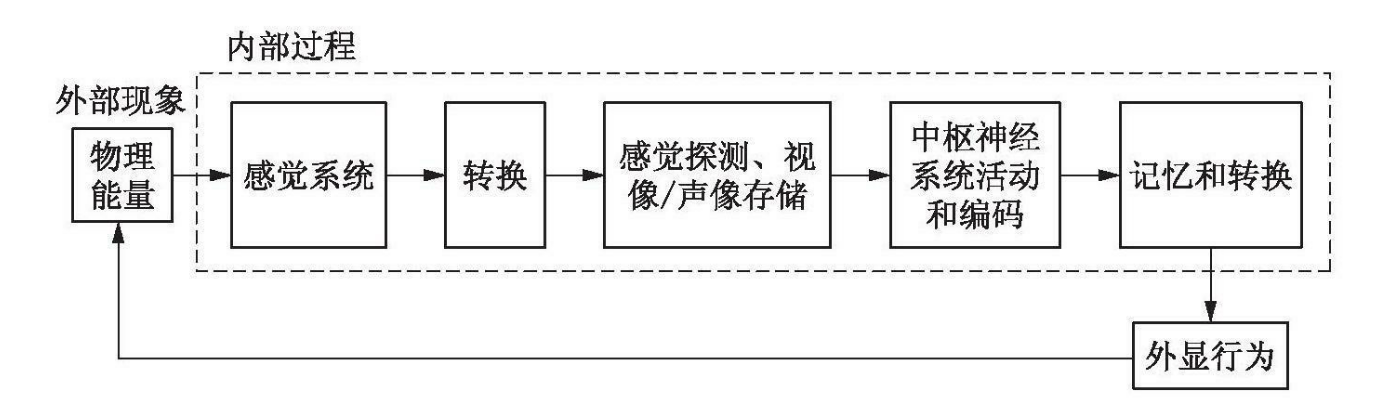 内部过程
外部现象
物理
能量
感觉系统
转换
感觉探测、视
像/声像存储
中枢神经
系统活动
和编码
记忆和转换
外显行为